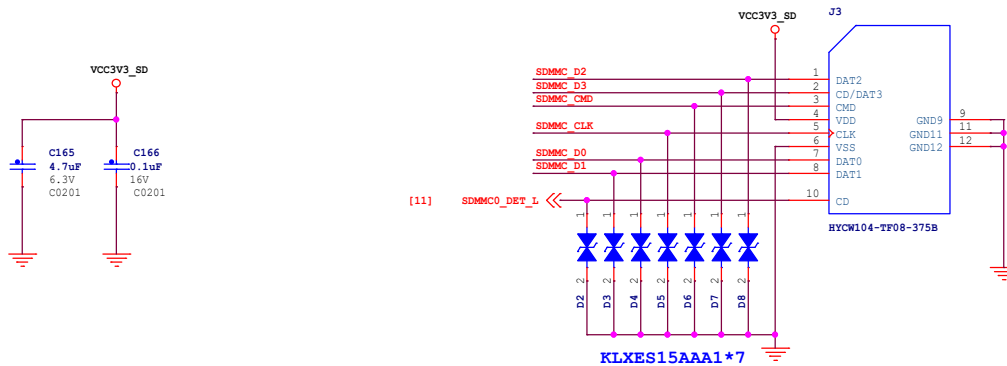 J3
VCC3V3_SD
VCC3V3_SD
SDMMC_D2
1
DAT2
SDMMC_D3
2
CD/DAT3
SDMMC_CMD
3
CMD
4
VDD
GND9
9
SDMMC_CLK
5
CLK
GND11
11
6
VSS
GND12
12
SDMMC_D0
7
DAT0
SDMMC_D1
8
DAT1
C165
4.7uF
6.3V
C0201
C166
0.1uF
16V
C0201
[11]
SDMMC0_DET_L
10
CD
HYCW104-TF08-375B
1 1 1 1 1 1 1
2 2 2 2 2 2 2
D2 D3 D4 D5 D6 D7 D8
KLXES15AAA1*7